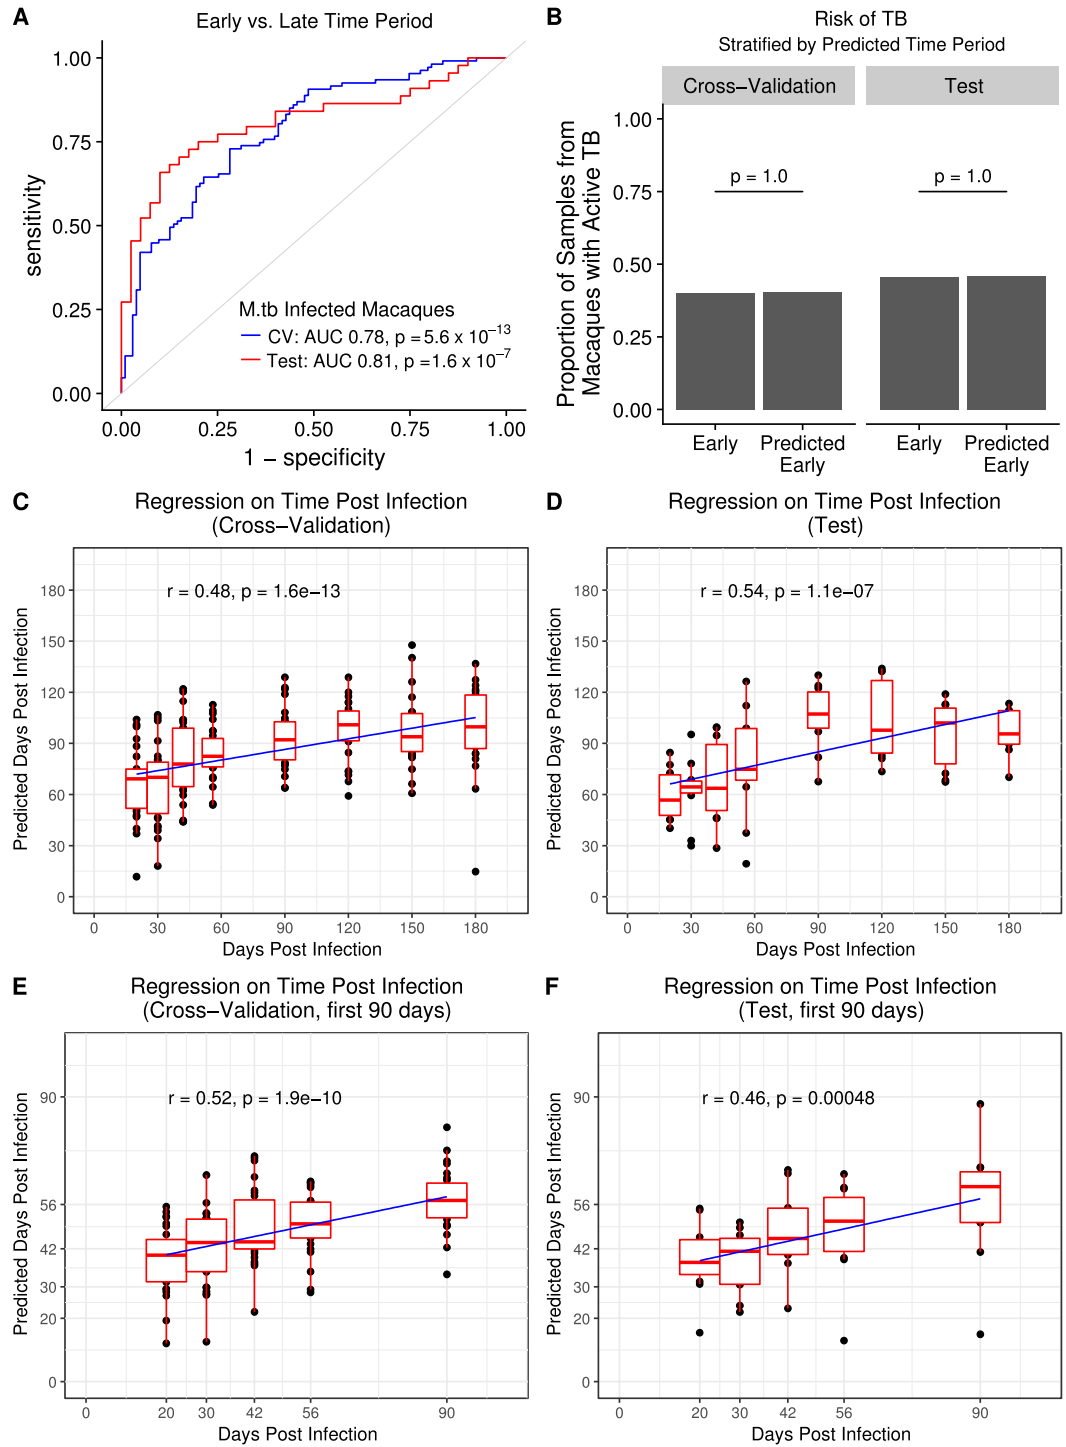 A
Early vs. Late Time Period
sensitivity
1.00
0.75
0.50
0.25
0.00
M.tb Infected Macaques
CV: AUC 0.78, p = 5.6 x 10−13
Test: AUC 0.81, p = 1.6 x 10−7
0.00 0.25 0.50 0.75 1.00
1 − specificity
B
Risk of TB
Stratified by Predicted Time Period
Cross−Validation Test
Proportion of Samples from
Macaques with Active TB
1.00
0.75
0.50
0.25
0.00
p = 1.0 p = 1.0
Early Predicted Early Predicted
Early Early
C
Regression on Time Post Infection
(Cross−Validation)
Predicted Days Post Infection
r = 0.48, p = 1.6e−13
180
150
120
90
60
30
0
0 30 60 90 120 150 180
Days Post Infection
D
Regression on Time Post Infection
(Test)
Predicted Days Post Infection
r = 0.54, p = 1.1e−07
180
150
120
90
60
30
0
0 30 60 90 120 150 180
Days Post Infection
E
Regression on Time Post Infection
(Cross−Validation, first 90 days)
Predicted Days Post Infection
r = 0.52, p = 1.9e−10
90
56
42
30
20
0
0 20 30 42 56 90
Days Post Infection
F
Regression on Time Post Infection
(Test, first 90 days)
Predicted Days Post Infection
r = 0.46, p = 0.00048
90
56
42
30
20
0
0 20 30 42 56 90
Days Post Infection